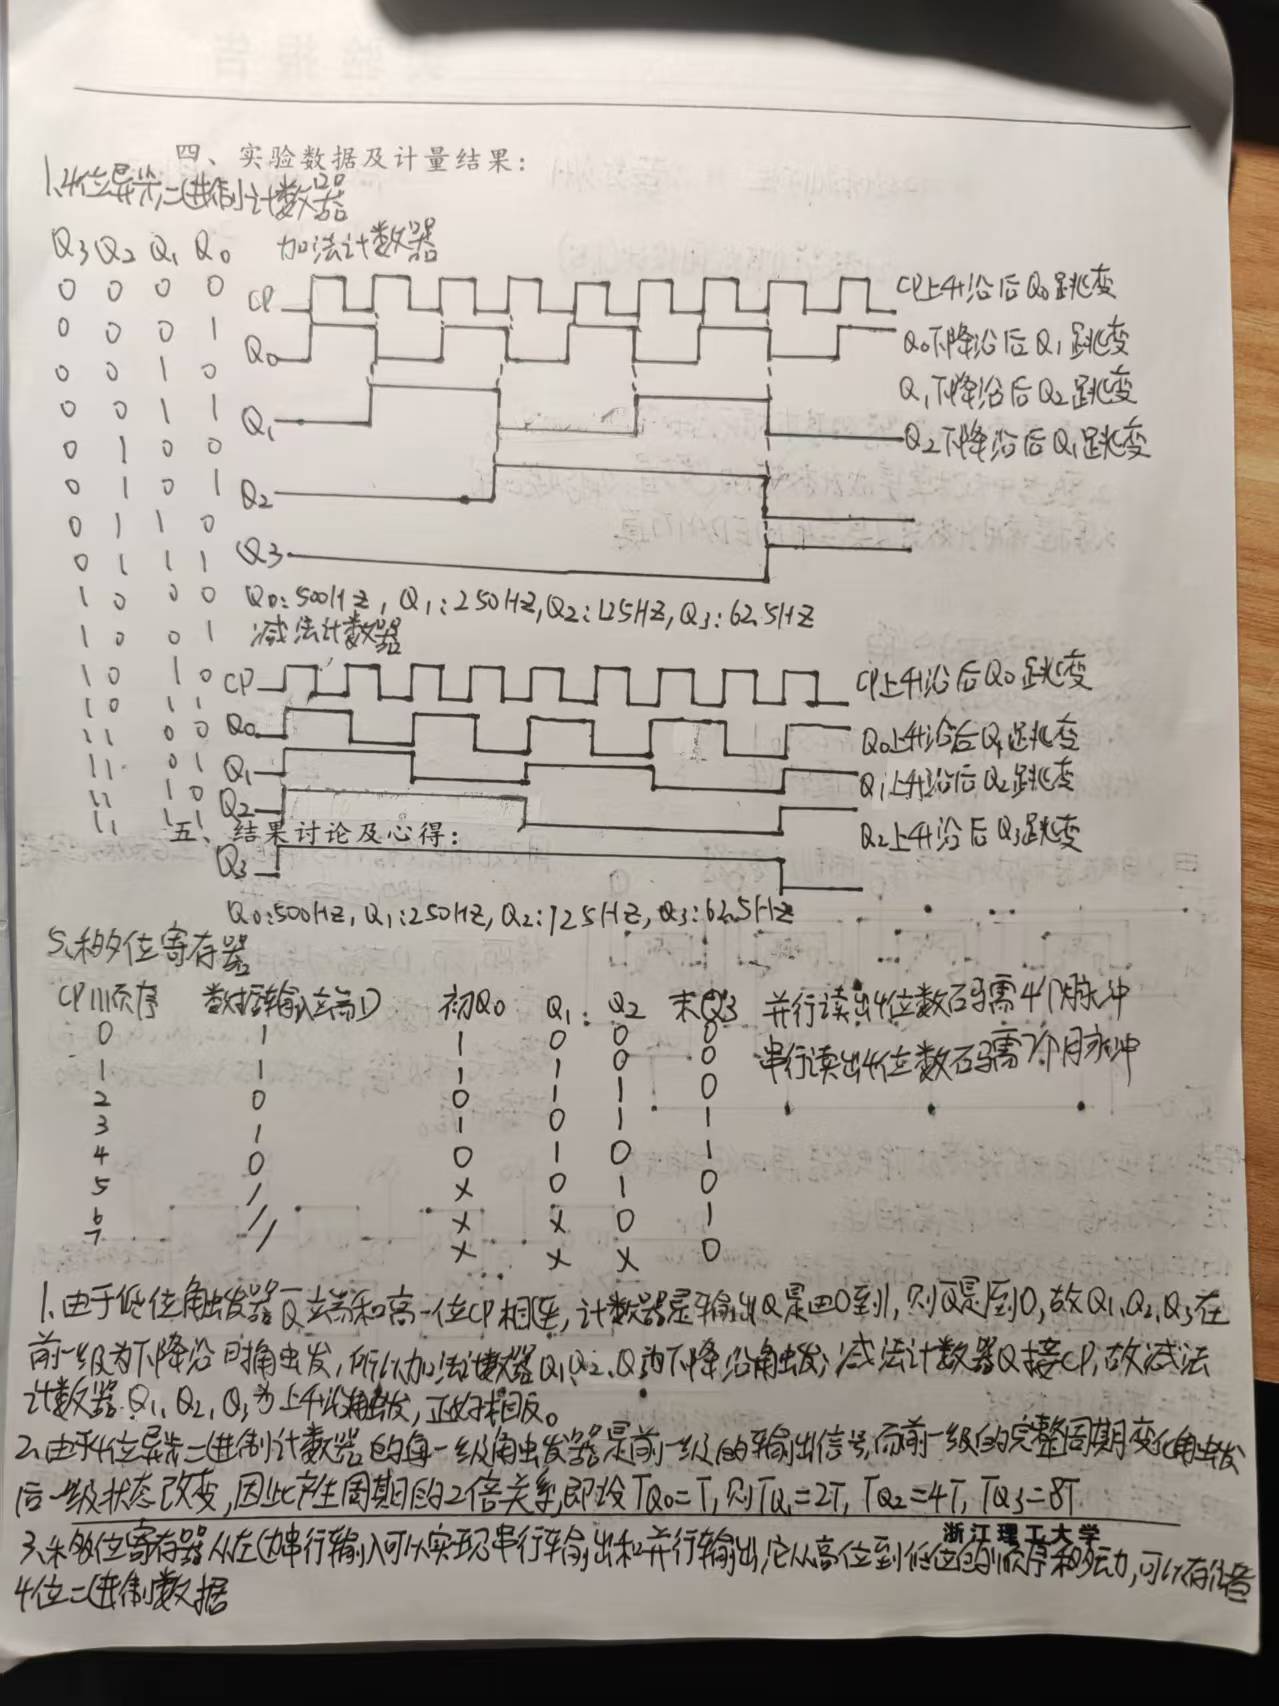 四、实验数据及计量结果：
1、4位异步二进制计数器
Q3 Q2 Q1 Q0 加法计数器
0 0 0 0
0 0 0 1
0 0 1 0
0 0 1 1
0 1 0 0
0 1 0 1
0 1 1 0
0 1 1 1
1 0 0 0
1 0 0 1
1 0 1 0
1 0 1 1
1 1 0 0
1 1 0 1
1 1 1 0
1 1 1 1
CP CP上升沿后Q0跳变
Q0 Q0下降沿后Q1跳变
Q1 Q1下降沿后Q2跳变
Q2下降沿后Q1跳变
Q2
Q3
Q0:500HZ, Q1:250HZ, Q2:125HZ, Q3:62.5HZ
减法计数器
CP CP上升沿后Q0跳变
Q0 Q0上升沿后Q1跳变
Q1 Q1上升沿后Q2跳变
Q2 Q2上升沿后Q3跳变
五、结果讨论及心得：
Q3
Q0:500HZ, Q1:250HZ, Q2:125HZ, Q3:62.5HZ
5、移位寄存器
CP顺序 数据输入端D 初Q0 Q1 Q2 末Q3 并行读出4位数码需4个脉冲
串行读出4位数码需7个脉冲
0 1 1 0 0 0
1 1 1 1 0 0
2 0 0 1 1 0
3 1 1 0 1 1
4 0 0 1 0 1
5 / × 0 1 0
6 / × × 0 1
7 / × × × 0
1、由于低位触发器Q̅端和高一位CP相连，计数器是输出Q是由0到1，则Q̅是1到0，故Q1、Q2、Q3在
前一级为下降沿时触发，所以加法计数器Q1、Q2、Q3为下降沿触发；减法计数器Q接CP，故减法
计数器Q1、Q2、Q3为上升沿触发，正好相反。
2、由于4位异步二进制计数器的每一级触发器是前一级的输出信号，而前一级的完整周期变化触发
后一级状态改变，因此产生周期的2倍关系，即设TQ0=T，则TQ1=2T，TQ2=4T，TQ3=8T
浙江理工大学
3、移位寄存器从左边串行输入可以实现串行输出和并行输出，它从高位到低位的顺序移动，可以存储
4位二进制数据